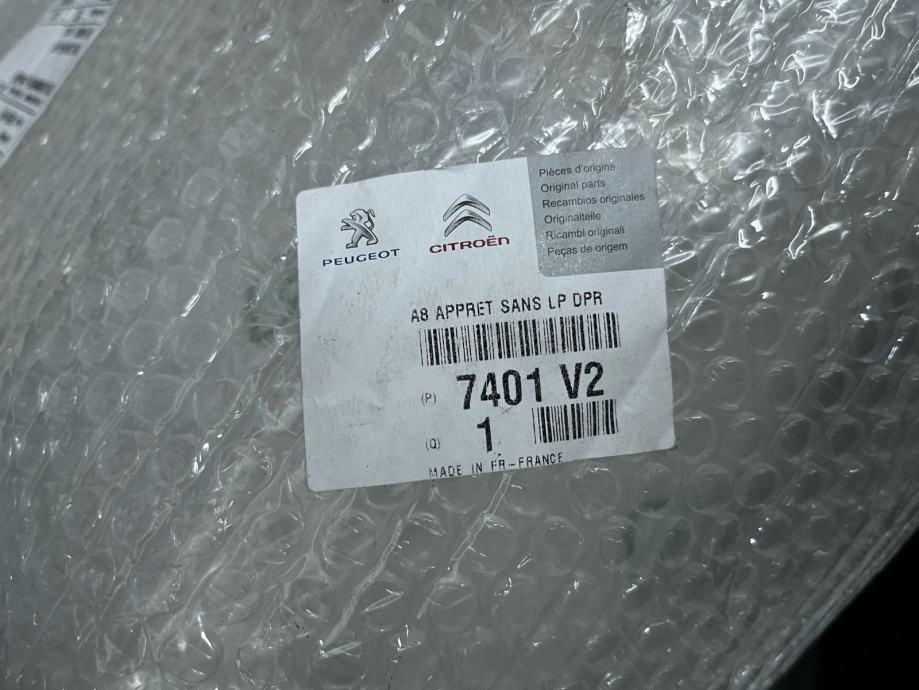 PEUGEOT
CITROËN
Pièces d'origine
Original parts
Recambios originales
Originalteile
Ricambi originali
Peças de origem
A8 APPRET SANS LP DPR
(P) 7401 V2
(Q) 1
MADE IN FR-FRANCE